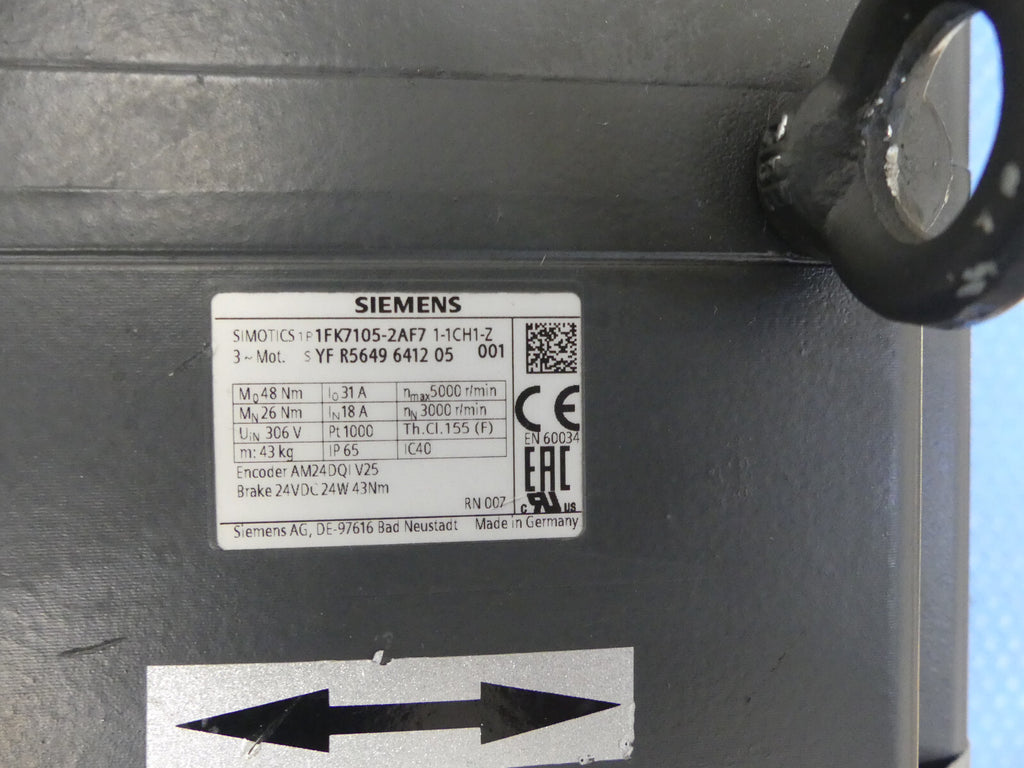 SIEMENS
SIMOTICS 1P 1FK7105-2AF7 1-1CH1-Z
3 ~ Mot. S YF R5649 6412 05 001
M0 48 Nm I0 31 A nmax 5000 r/min
MN 26 Nm IN 18 A nN 3000 r/min
UIN 306 V Pt1000 Th.Cl.155 (F)
m: 43 kg IP 65 IC40
Encoder AM24DQI V25
Brake 24VDC 24W 43Nm
RN 007
CE
EN 60034
EAC
c RU US
Siemens AG, DE-97616 Bad Neustadt Made in Germany